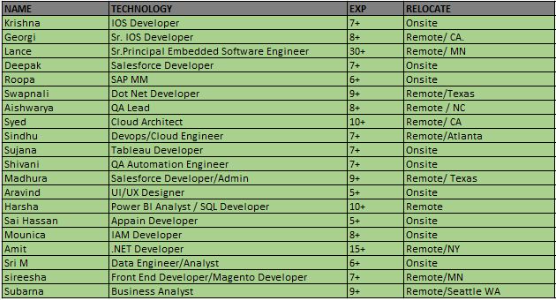 NAME TECHNOLOGY EXP RELOCATE
Krishna IOS Developer 7+ Onsite
Georgi Sr. IOS Developer 8+ Remote/ CA.
Lance Sr.Principal Embedded Software Engineer 30+ Remote/ MN
Deepak Salesforce Developer 7+ Onsite
Roopa SAP MM 6+ Onsite
Swapnali Dot Net Developer 9+ Remote/Texas
Aishwarya QA Lead 8+ Remote / NC
Syed Cloud Architect 10+ Remote/ CA
Sindhu Devops/Cloud Engineer 7+ Remote/Atlanta
Sujana Tableau Developer 7+ Onsite
Shivani QA Automation Engineer 7+ Onsite
Madhura Salesforce Developer/Admin 9+ Remote/ Texas
Aravind UI/UX Designer 5+ Onsite
Harsha Power BI Analyst / SQL Developer 10+ Remote
Sai Hassan Appain Developer 5+ Onsite
Mounica IAM Developer 8+ Onsite
Amit .NET Developer 15+ Remote/NY
Sri M Data Engineer/Analyst 6+ Onsite
sireesha Front End Developer/Magento Developer 7+ Remote/MN
Subarna Business Analyst 9+ Remote/Seattle WA